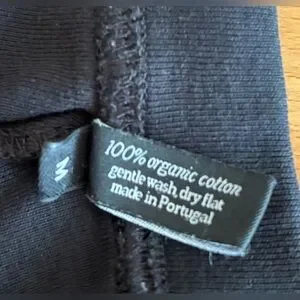 M
100% organic cotton
gentle wash, dry flat
made in Portugal